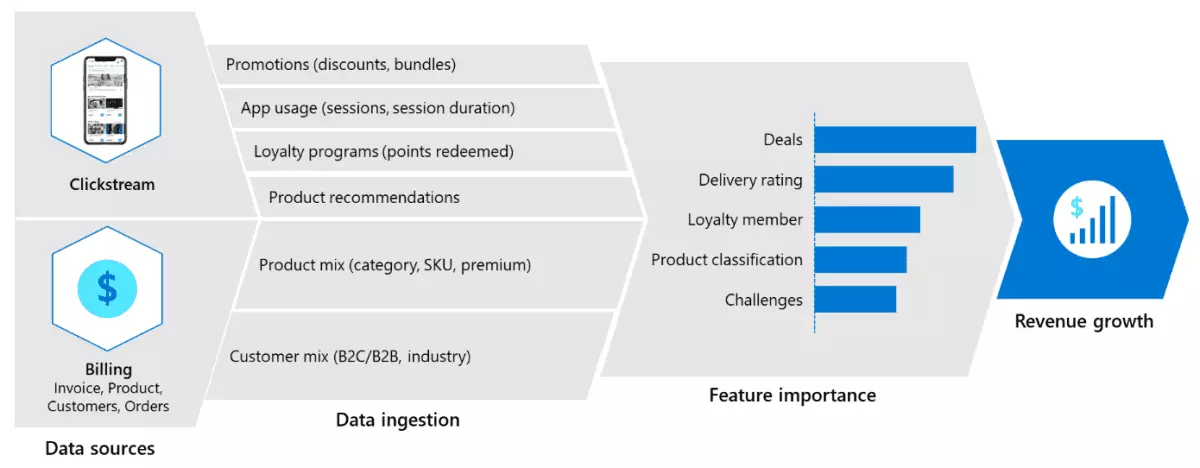 Clickstream
$
Billing
Invoice, Product,
Customers, Orders
Data sources
Promotions (discounts, bundles)
App usage (sessions, session duration)
Loyalty programs (points redeemed)
Product recommendations
Product mix (category, SKU, premium)
Customer mix (B2C/B2B, industry)
Data ingestion
Deals
Delivery rating
Loyalty member
Product classification
Challenges
Feature importance
$
Revenue growth